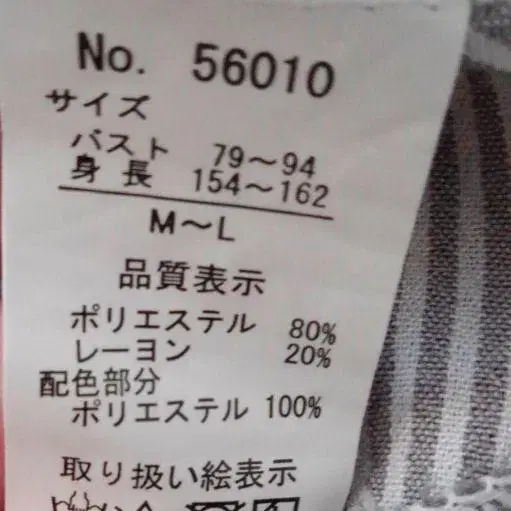 No. 56010
サイズ
バスト 79〜94
身長 154〜162
M〜L
品質表示
ポリエステル 80%
レーヨン 20%
配色部分
ポリエステル 100%
取り扱い絵表示